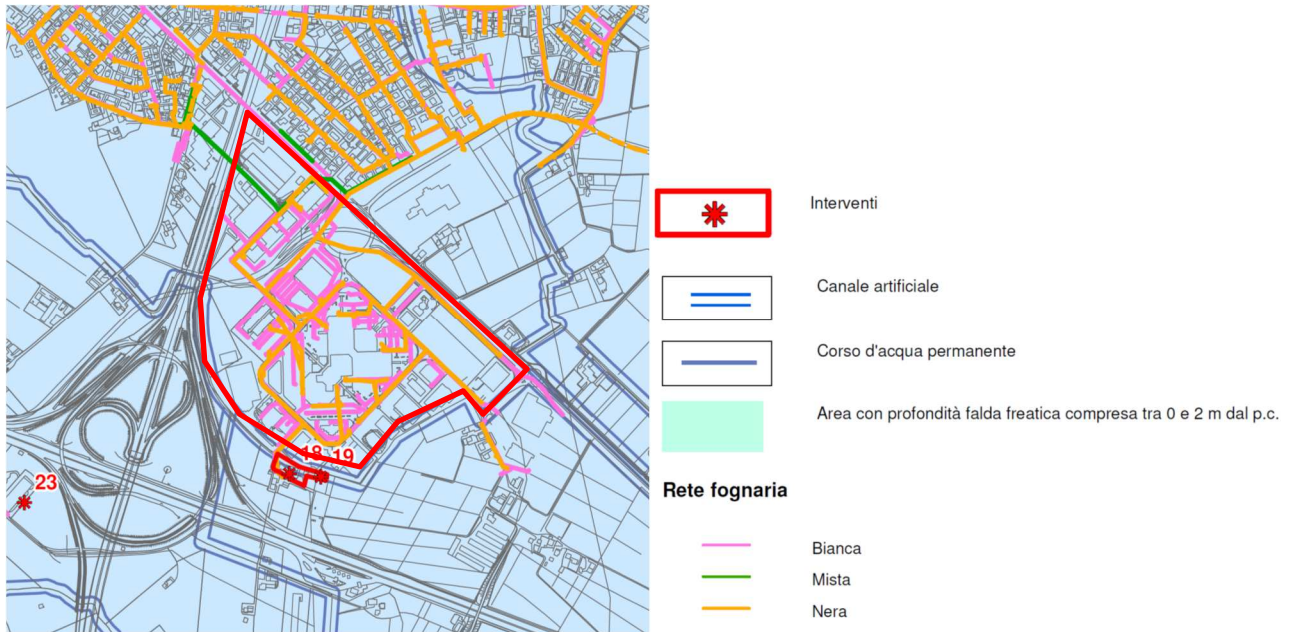 18 19
23
Interventi
Canale artificiale
Corso d'acqua permanente
Area con profondità falda freatica compresa tra 0 e 2 m dal p.c.
Rete fognaria
Bianca
Mista
Nera